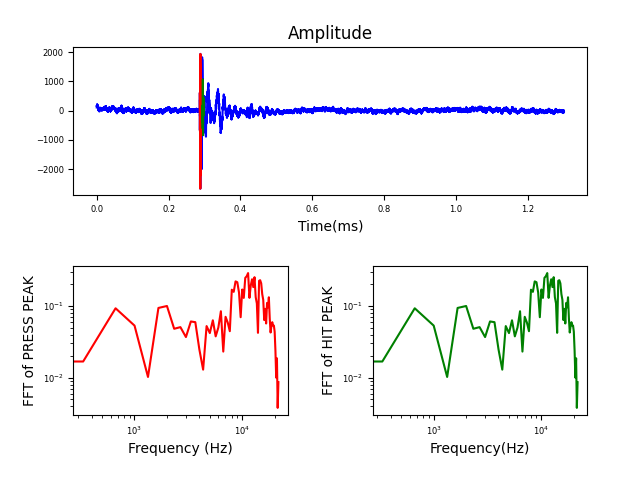 Amplitude
2000
1000
0
−1000
−2000
0.0 0.2 0.4 0.6 0.8 1.0 1.2
Time(ms)
FFT of PRESS PEAK
10⁻¹
10⁻²
10³ 10⁴
Frequency (Hz)
FFT of HIT PEAK
10⁻¹
10⁻²
10³ 10⁴
Frequency(Hz)